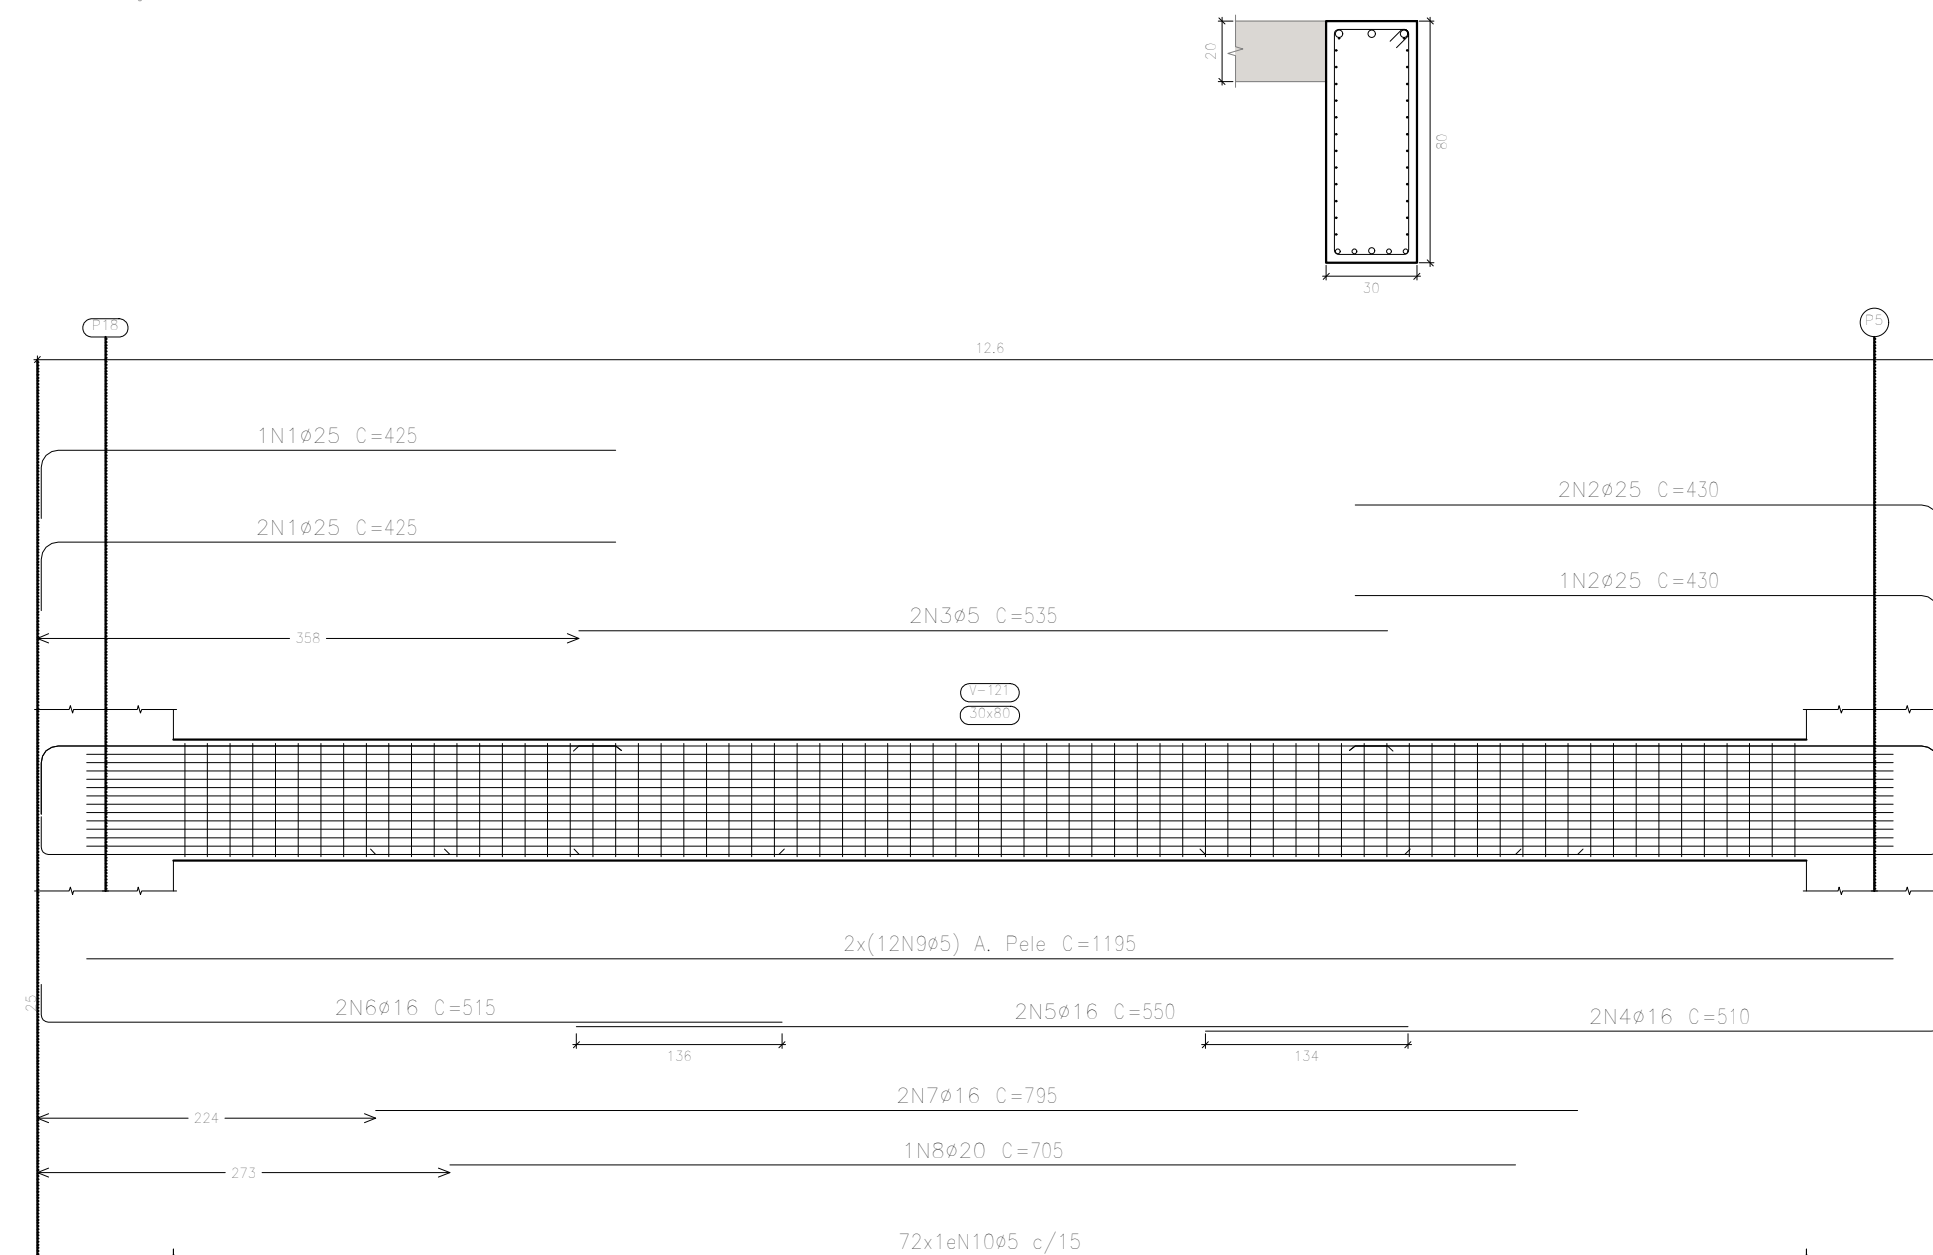 20
80
30
P18
P5
12.6
1N1ø25 C=425
2N2ø25 C=430
2N1ø25 C=425
1N2ø25 C=430
2N3ø5 C=535
358
V-121
30x80
2x(12N9ø5) A. Pele C=1195
25
2N6ø16 C=515
2N5ø16 C=550
2N4ø16 C=510
136
134
2N7ø16 C=795
224
1N8ø20 C=705
273
72x1eN10ø5 c/15